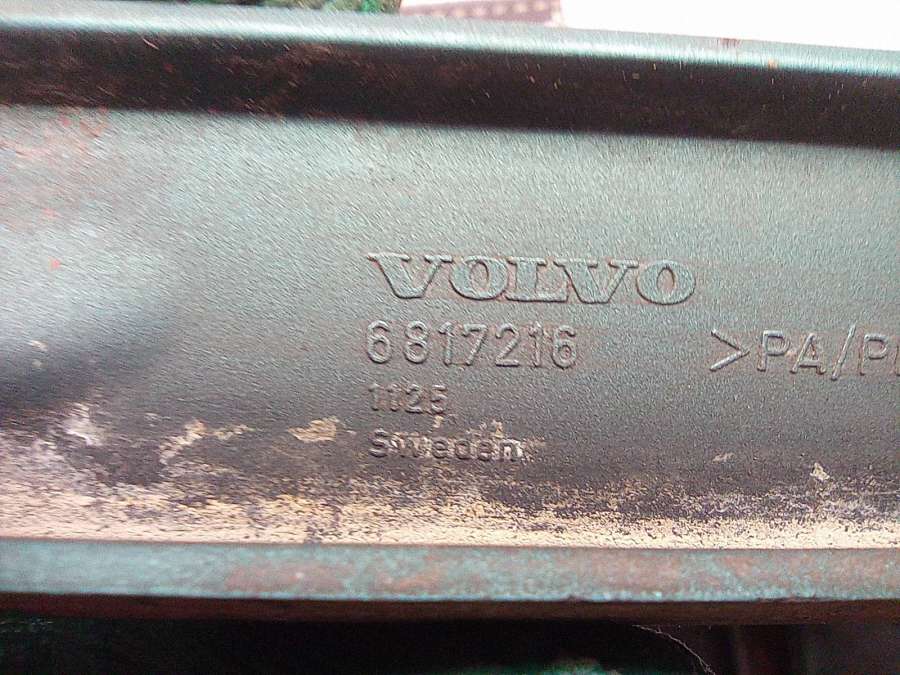 VOLVO
6817216 >PA/P
1125
Sweden